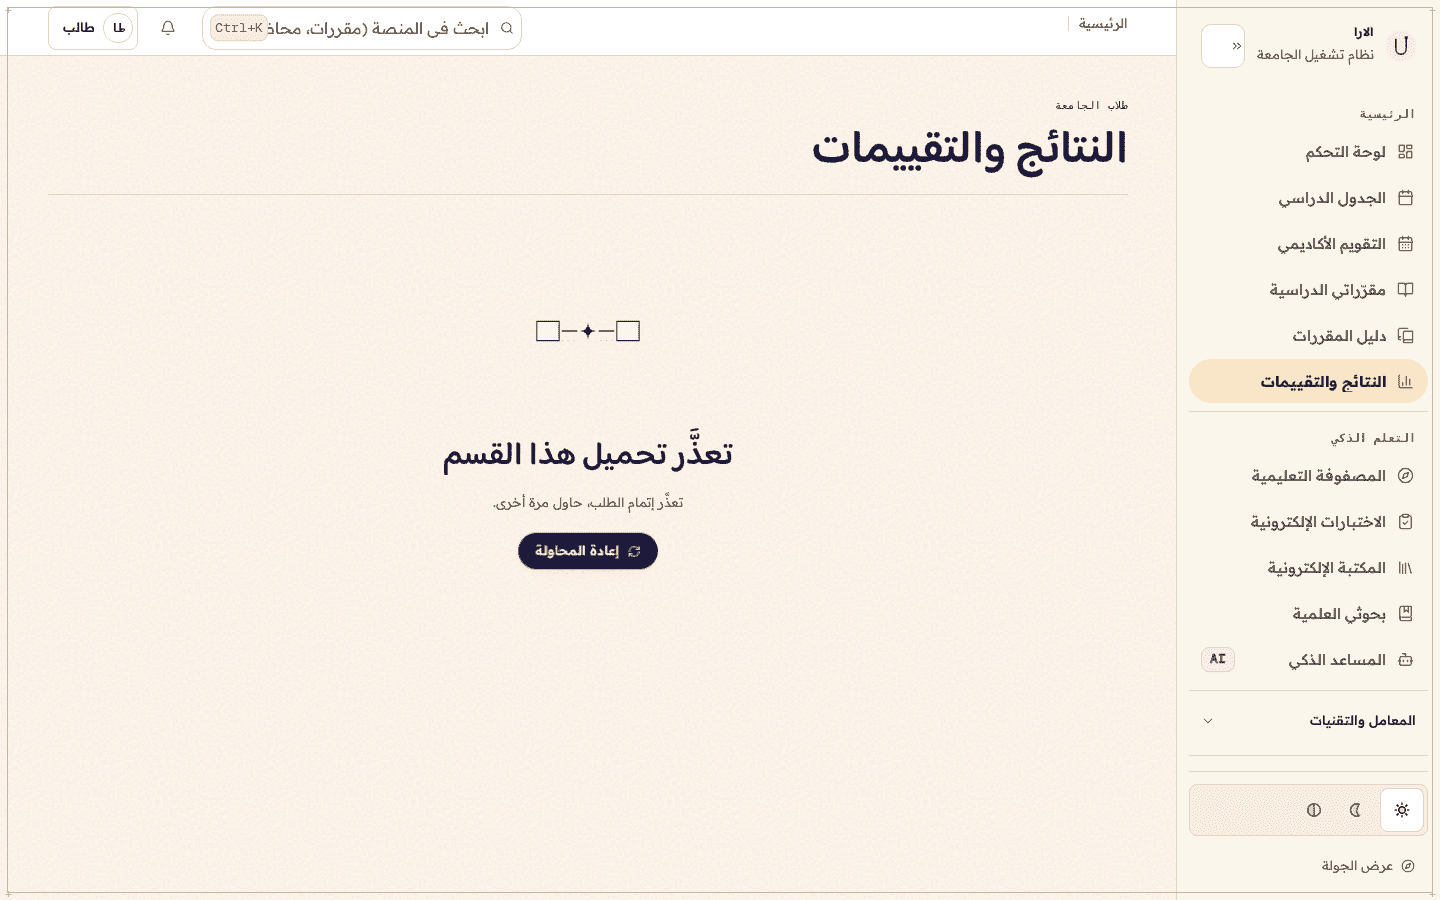 الارا
نظام تشغيل الجامعة
الرئيسية
لوحة التحكم
الجدول الدراسي
التقويم الأكاديمي
مقرّراتي الدراسية
دليل المقررات
النتائج والتقييمات
التعلم الذكي
المصفوفة التعليمية
الاختبارات الإلكترونية
المكتبة الإلكترونية
بحوثي العلمية
المساعد الذكي
AI
المعامل والتقنيات
عرض الجولة
الرئيسية
ابحث في المنصة (مقررات، محاض
Ctrl+K
طا
طالب
طلاب الجامعة
النتائج والتقييمات
تعذَّر تحميل هذا القسم
تعذَّر إتمام الطلب، حاول مرة أخرى.
إعادة المحاولة